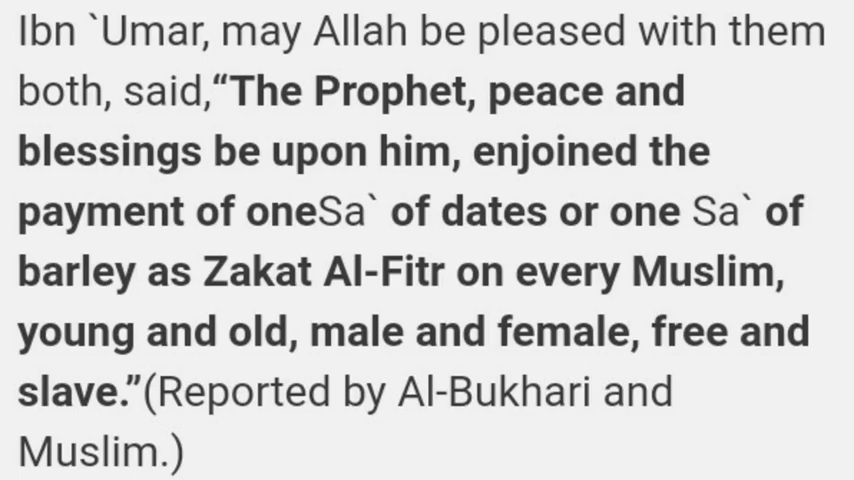 Ibn `Umar, may Allah be pleased with them
both, said,“The Prophet, peace and
blessings be upon him, enjoined the
payment of oneSa` of dates or one Sa` of
barley as Zakat Al-Fitr on every Muslim,
young and old, male and female, free and
slave.”(Reported by Al-Bukhari and
Muslim.)